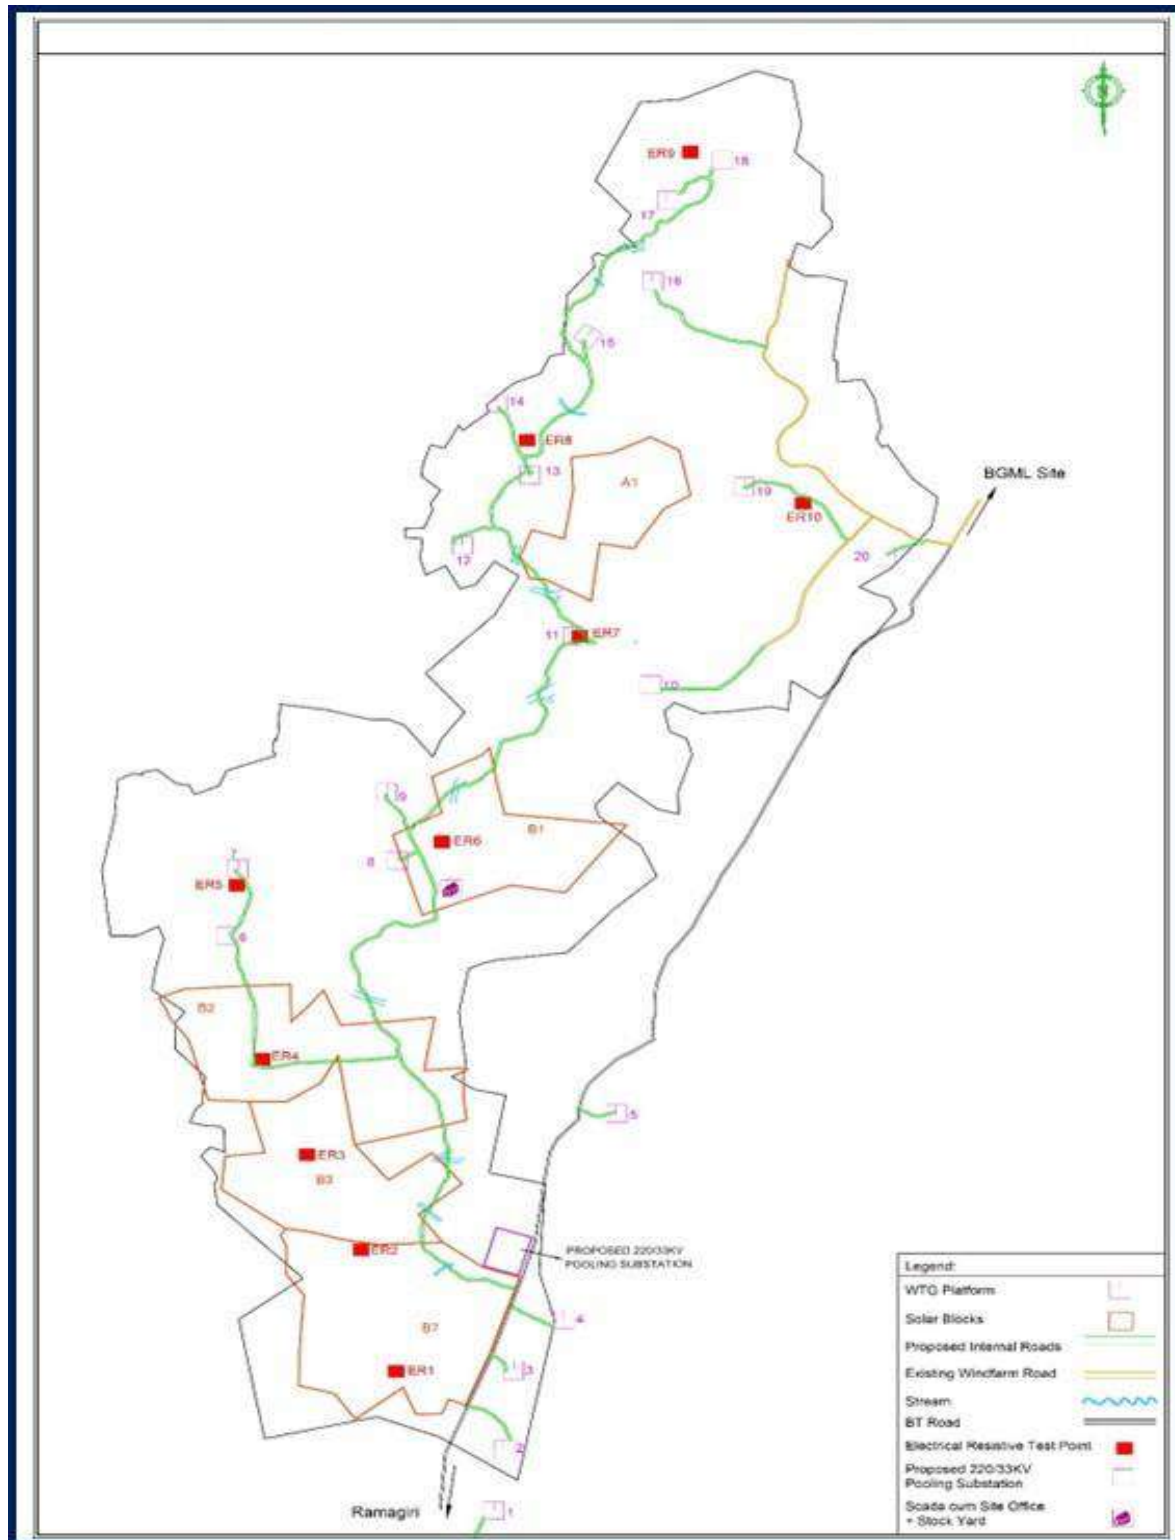 ER9
18
17
16
15
14
ER8
13
A1
BGML Site
19
ER10
20
12
11
ER7
10
9
B1
ER6
8
7
ER5
6
B2
ER4
5
ER3
B3
ER2
PROPOSED 220/33KV
POOLING SUBSTATION
4
B7
3
ER1
2
Ramagiri
1
Legend:
WTG Platform
Solar Blocks
Proposed Internal Roads
Existing Windfarm Road
Stream
BT Road
Electrical Resistive Test Point
Proposed 220/33KV
Pooling Substation
Scada cum Site Office
+ Stock Yard